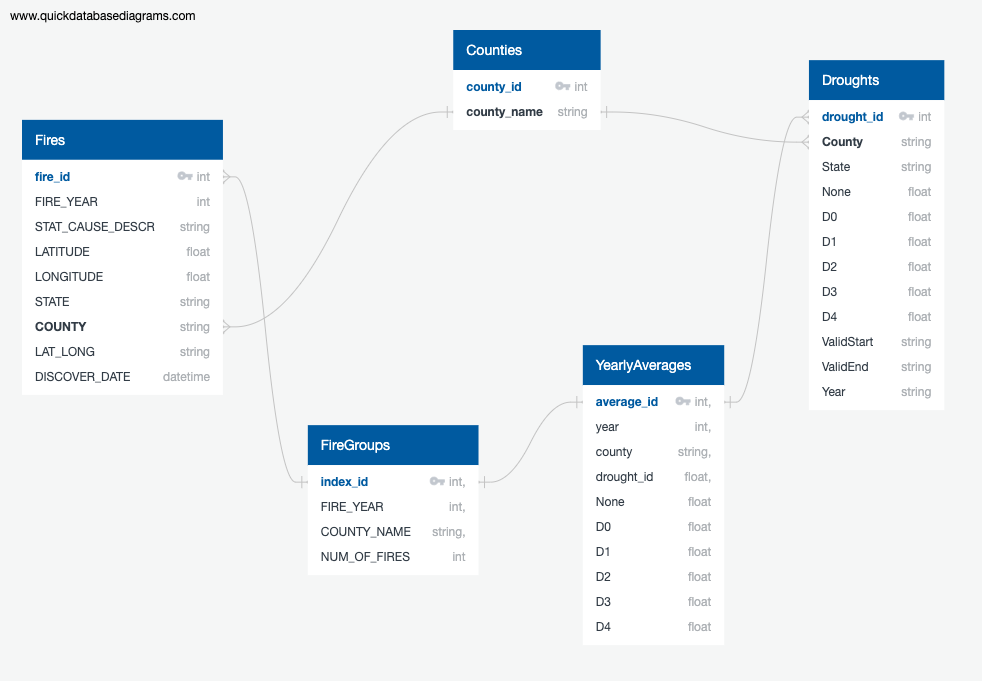 www.quickdatabasediagrams.com
Counties
county_id int
county_name string
Droughts
drought_id int
County string
State string
None float
D0 float
D1 float
D2 float
D3 float
D4 float
ValidStart string
ValidEnd string
Year string
Fires
fire_id int
FIRE_YEAR int
STAT_CAUSE_DESCR string
LATITUDE float
LONGITUDE float
STATE string
COUNTY string
LAT_LONG string
DISCOVER_DATE datetime
YearlyAverages
average_id int,
year int,
county string,
drought_id float,
None float
D0 float
D1 float
D2 float
D3 float
D4 float
FireGroups
index_id int,
FIRE_YEAR int,
COUNTY_NAME string,
NUM_OF_FIRES int